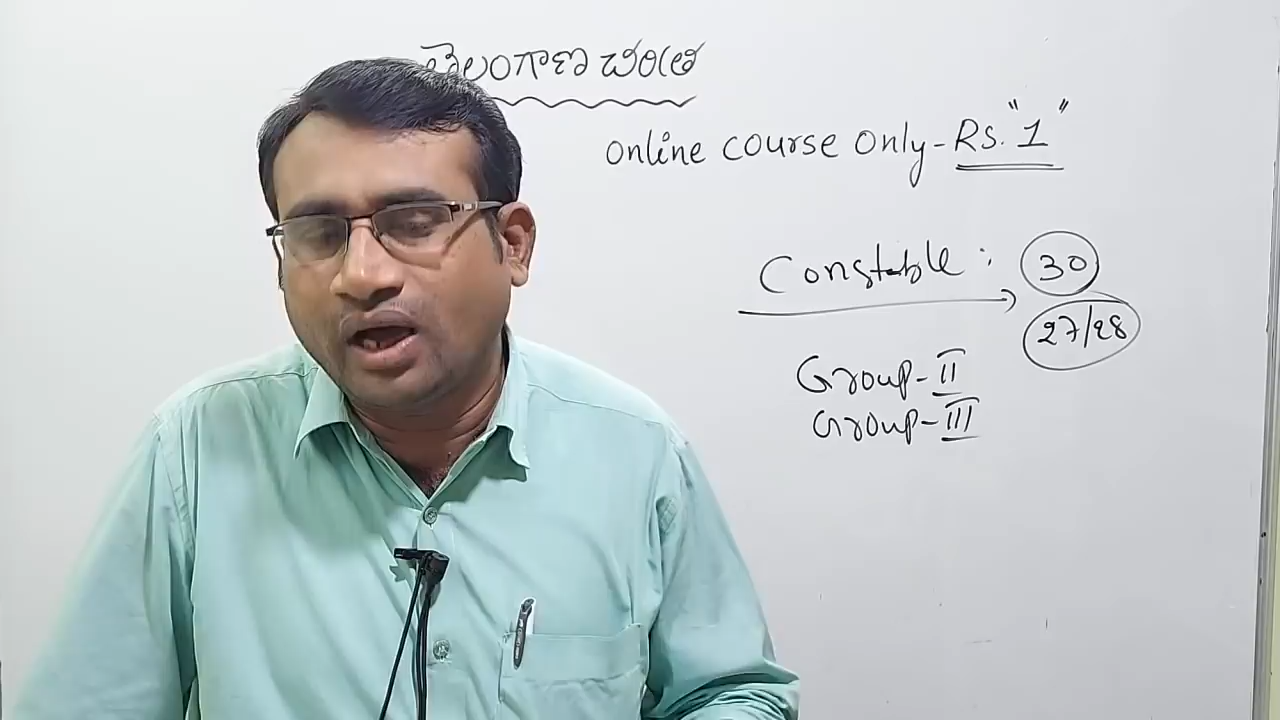 తెలంగాణ చరిత్ర
online course only - Rs. "1"
Constable : 30
27/28
Group - II
Group - III